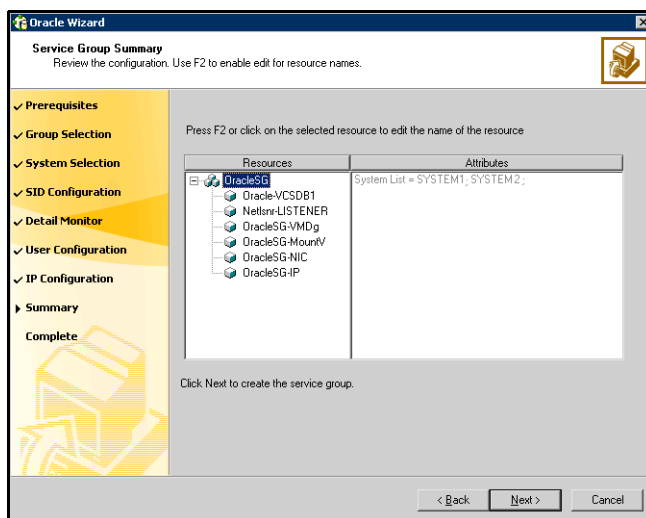 Oracle Wizard
Service Group Summary
Review the configuration. Use F2 to enable edit for resource names.
Prerequisites
Group Selection
System Selection
SID Configuration
Detail Monitor
User Configuration
IP Configuration
Summary
Complete
Press F2 or click on the selected resource to edit the name of the resource
Resources
Attributes
OracleSG
Oracle-VCSDB1
Netlsnr-LISTENER
OracleSG-VMDg
OracleSG-MountV
OracleSG-NIC
OracleSG-IP
System List = SYSTEM1; SYSTEM2 ;
Click Next to create the service group.
< Back
Next >
Cancel